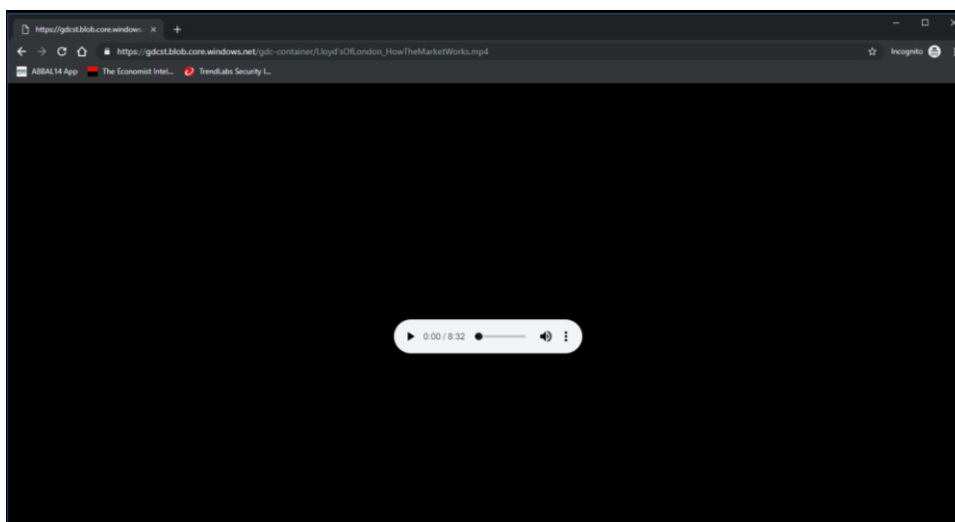 https://gdcst.blob.core.windows.
https://gdcst.blob.core.windows.net/gdc-container/Lloyd'sOfLondon_HowTheMarketWorks.mp4
Incognito
ABBAL14 App The Economist Intel... TrendLabs Security I...
0:00 / 8:32